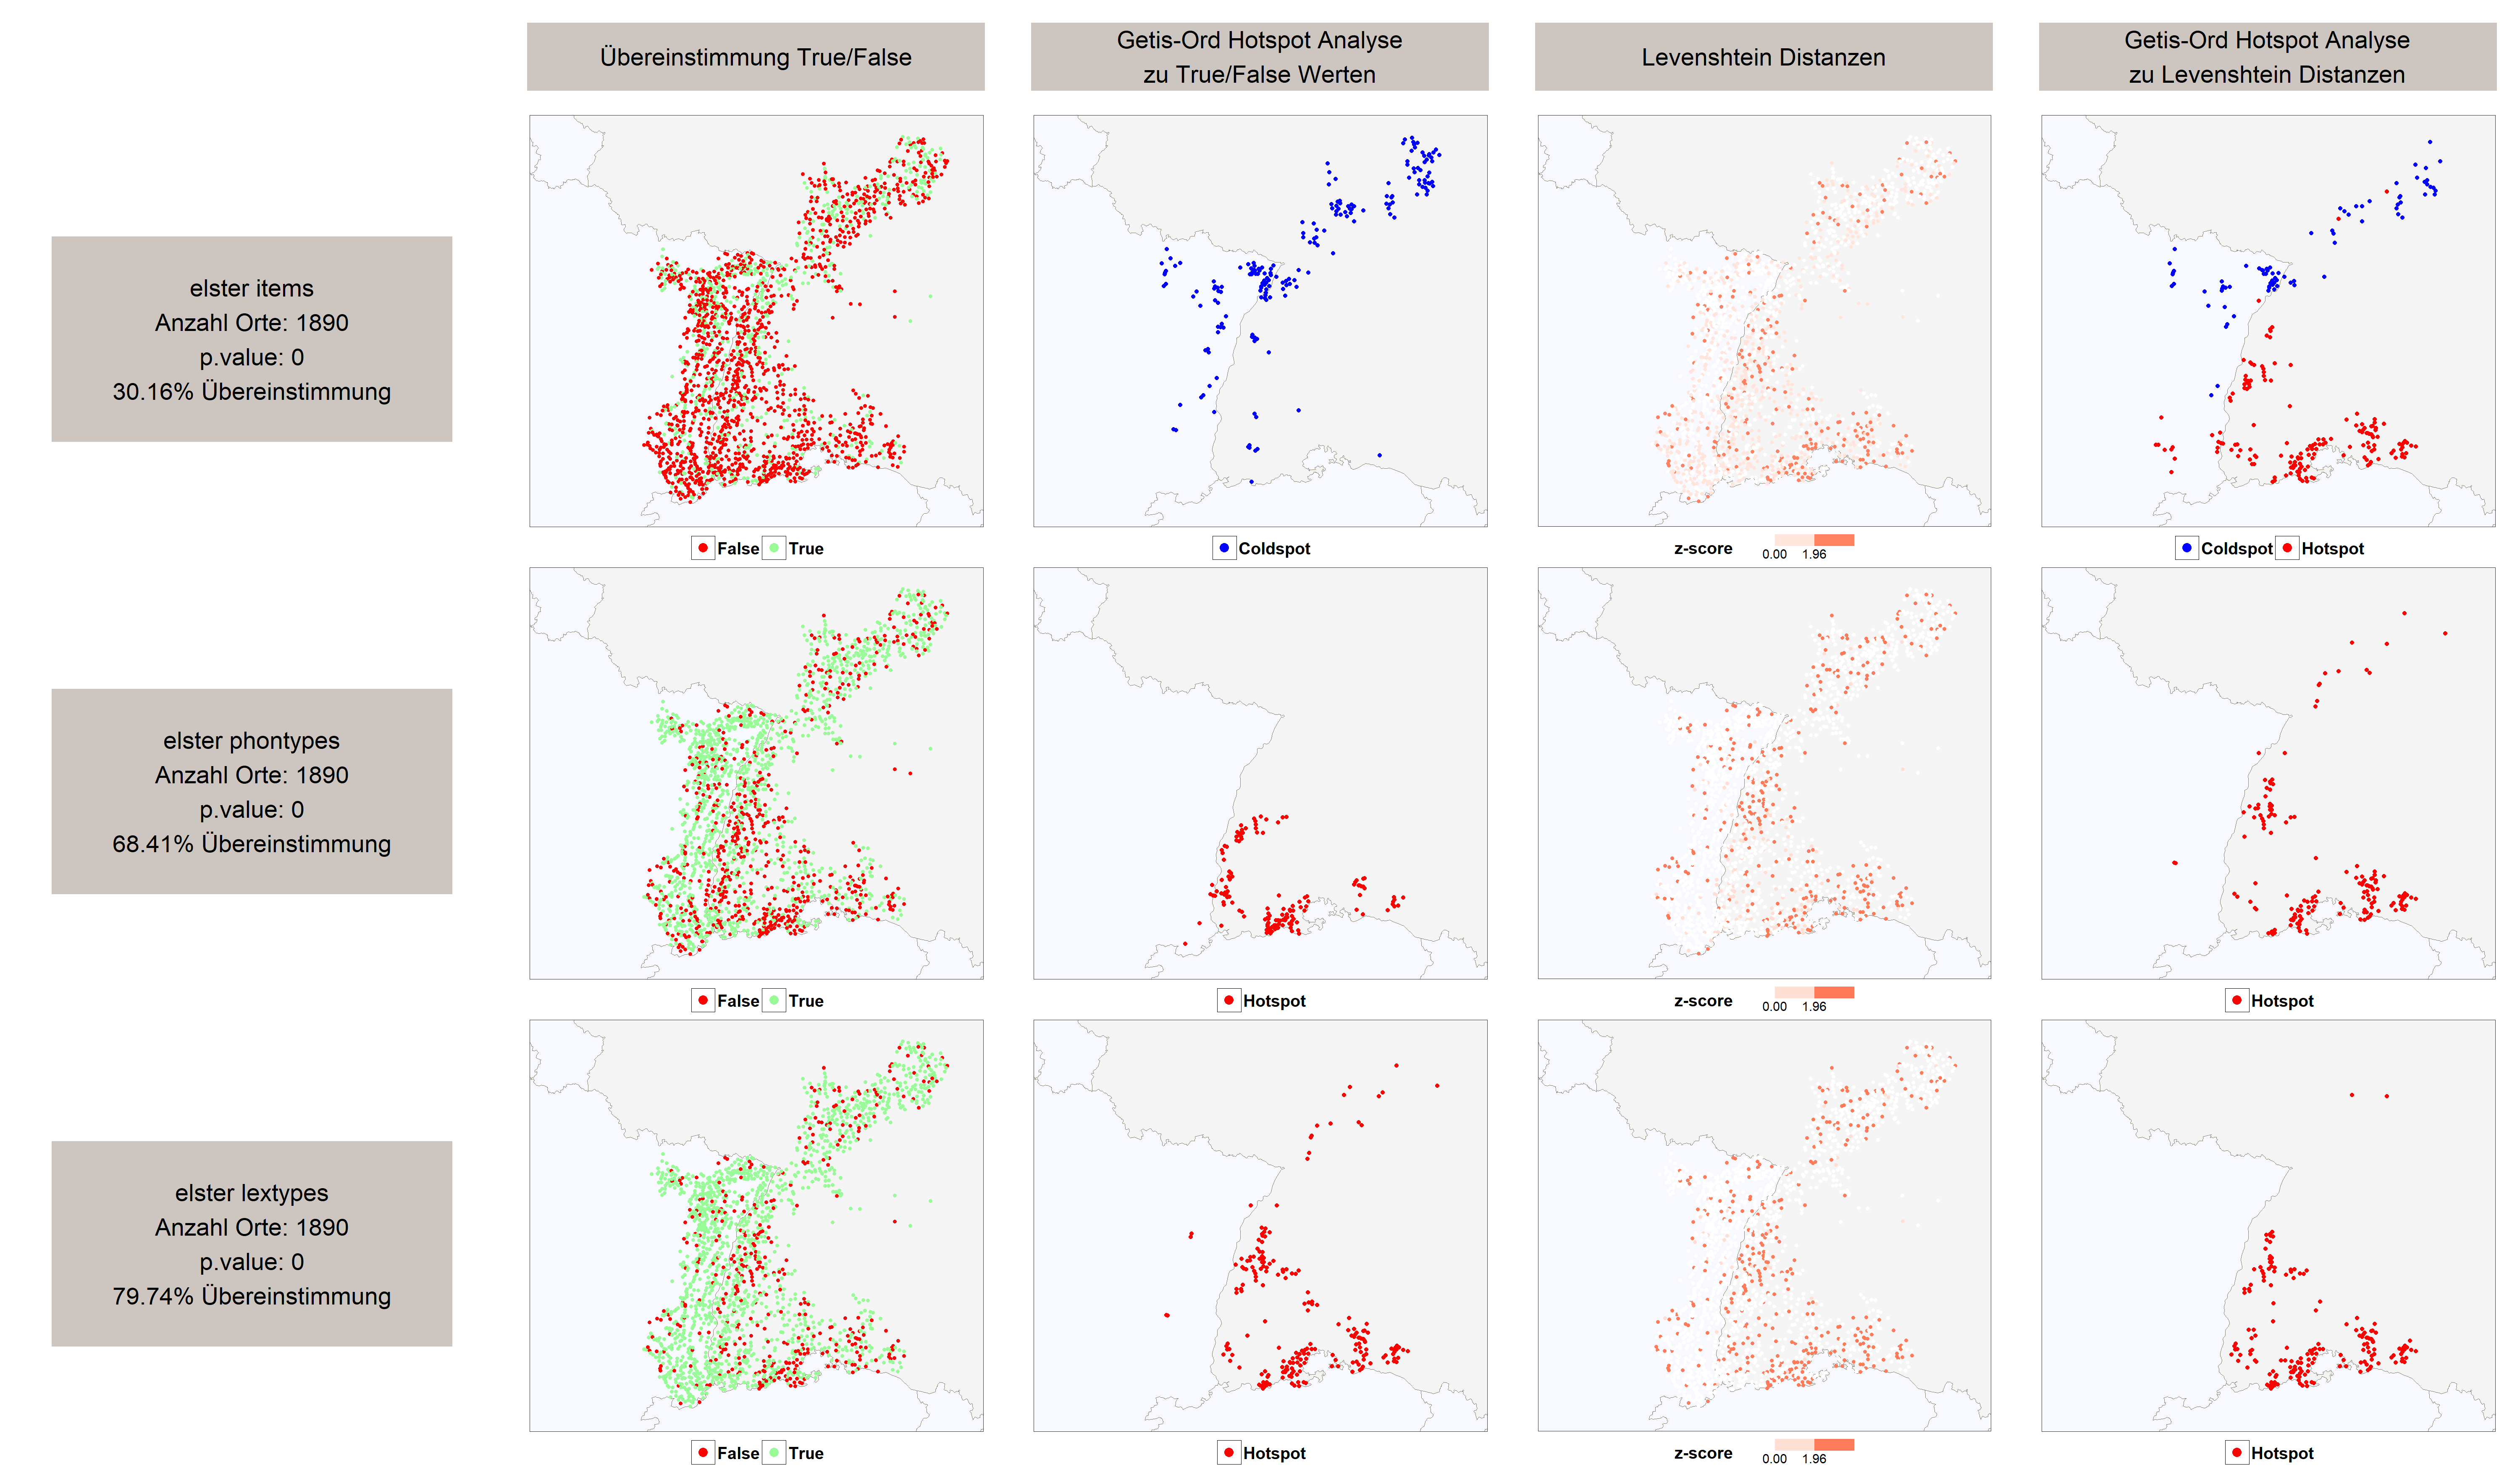 Übereinstimmung True/False
Getis-Ord Hotspot Analyse
zu True/False Werten
Levenshtein Distanzen
Getis-Ord Hotspot Analyse
zu Levenshtein Distanzen
elster items
Anzahl Orte: 1890
p.value: 0
30.16% Übereinstimmung
False True
Coldspot
z-score 0.00 1.96
Coldspot Hotspot
elster phontypes
Anzahl Orte: 1890
p.value: 0
68.41% Übereinstimmung
False True
Hotspot
z-score 0.00 1.96
Hotspot
elster lextypes
Anzahl Orte: 1890
p.value: 0
79.74% Übereinstimmung
False True
Hotspot
z-score 0.00 1.96
Hotspot